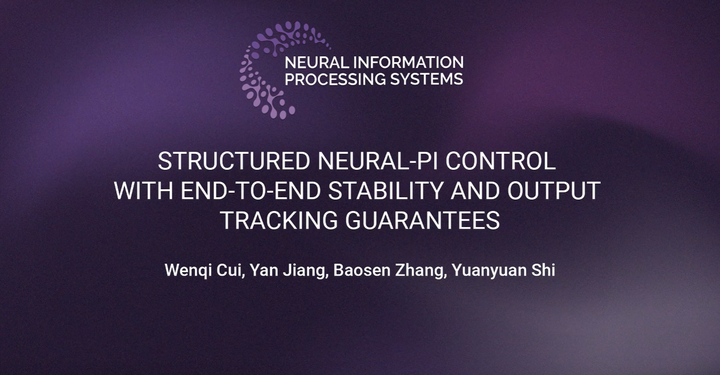 NEURAL INFORMATION
PROCESSING SYSTEMS
STRUCTURED NEURAL-PI CONTROL
WITH END-TO-END STABILITY AND OUTPUT
TRACKING GUARANTEES
Wenqi Cui, Yan Jiang, Baosen Zhang, Yuanyuan Shi